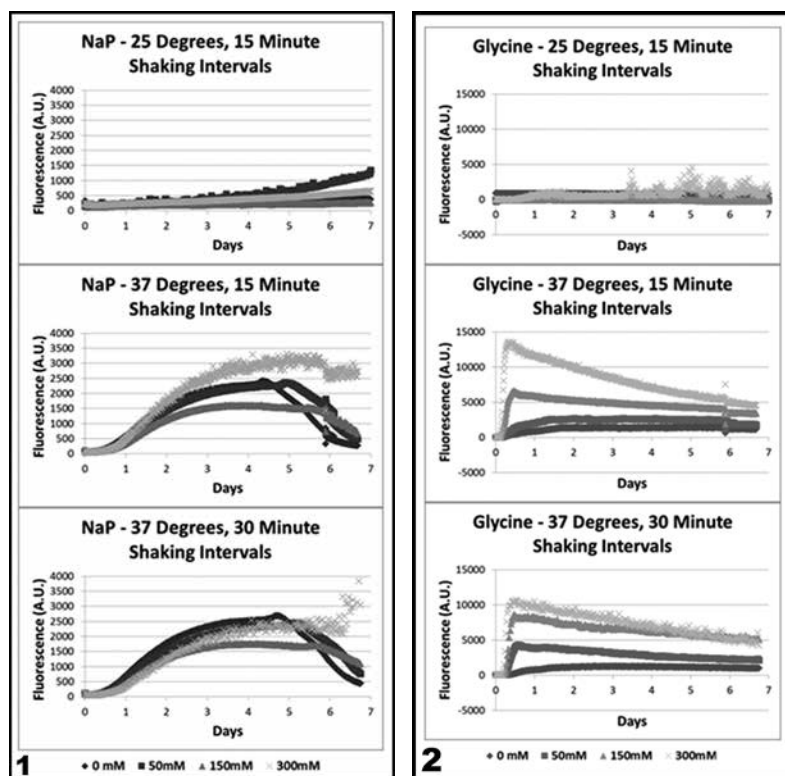 NaP - 25 Degrees, 15 Minute
Shaking Intervals
Fluorescence (A.U.)
4000
3500
3000
2500
2000
1500
1000
500
0
0 1 2 3 4 5 6 7
Days
NaP - 37 Degrees, 15 Minute
Shaking Intervals
Fluorescence (A.U.)
4000
3500
3000
2500
2000
1500
1000
500
0
0 1 2 3 4 5 6 7
Days
NaP - 37 Degrees, 30 Minute
Shaking Intervals
Fluorescence (A.U.)
4000
3500
3000
2500
2000
1500
1000
500
0
0 1 2 3 4 5 6 7
Days
1
0 mM 50mM 150mM 300mM
Glycine - 25 Degrees, 15 Minute
Shaking Intervals
Fluorescence (A.U.)
15000
10000
5000
0
-5000
0 1 2 3 4 5 6 7
Days
Glycine - 37 Degrees, 15 Minute
Shaking Intervals
Fluorescence (A.U.)
15000
10000
5000
0
-5000
0 1 2 3 4 5 6 7
Days
Glycine - 37 Degrees, 30 Minute
Shaking Intervals
Fluorescence (A.U.)
15000
10000
5000
0
-5000
0 1 2 3 4 5 6 7
Days
2
0 mM 50mM 150mM 300mM